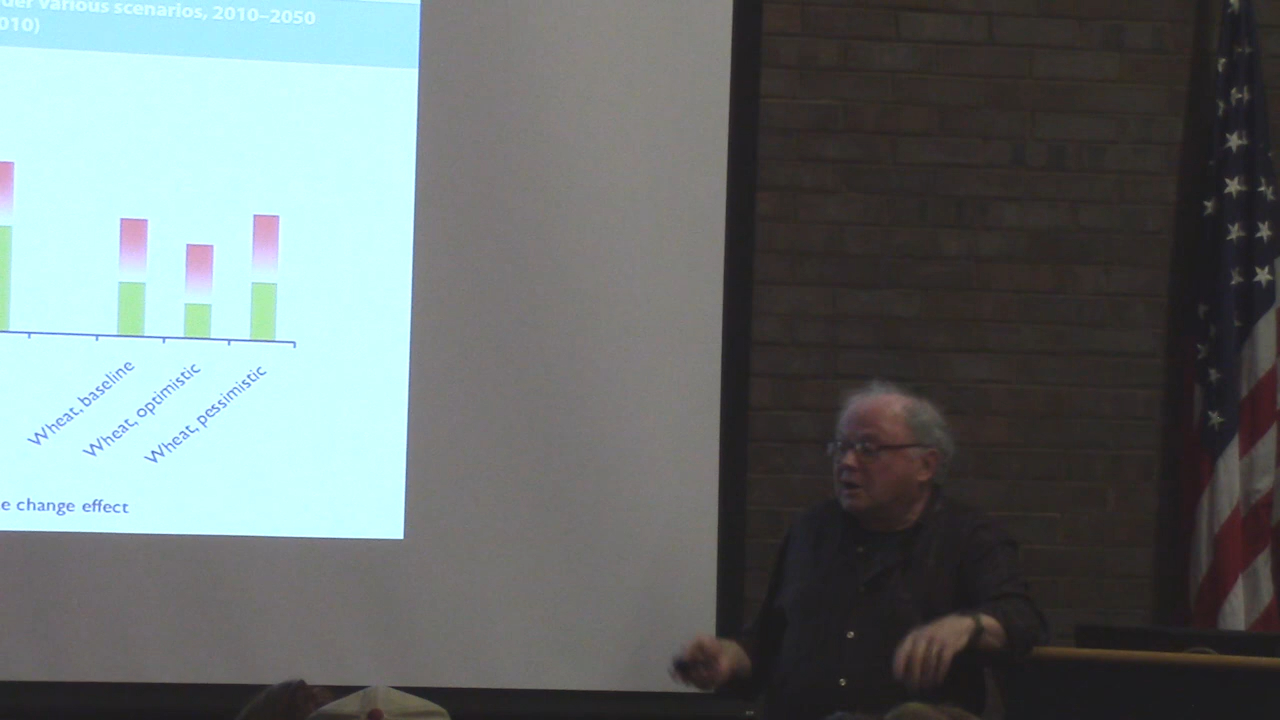 der various scenarios, 2010–2050
010)
Wheat, baseline
Wheat, optimistic
Wheat, pessimistic
e change effect